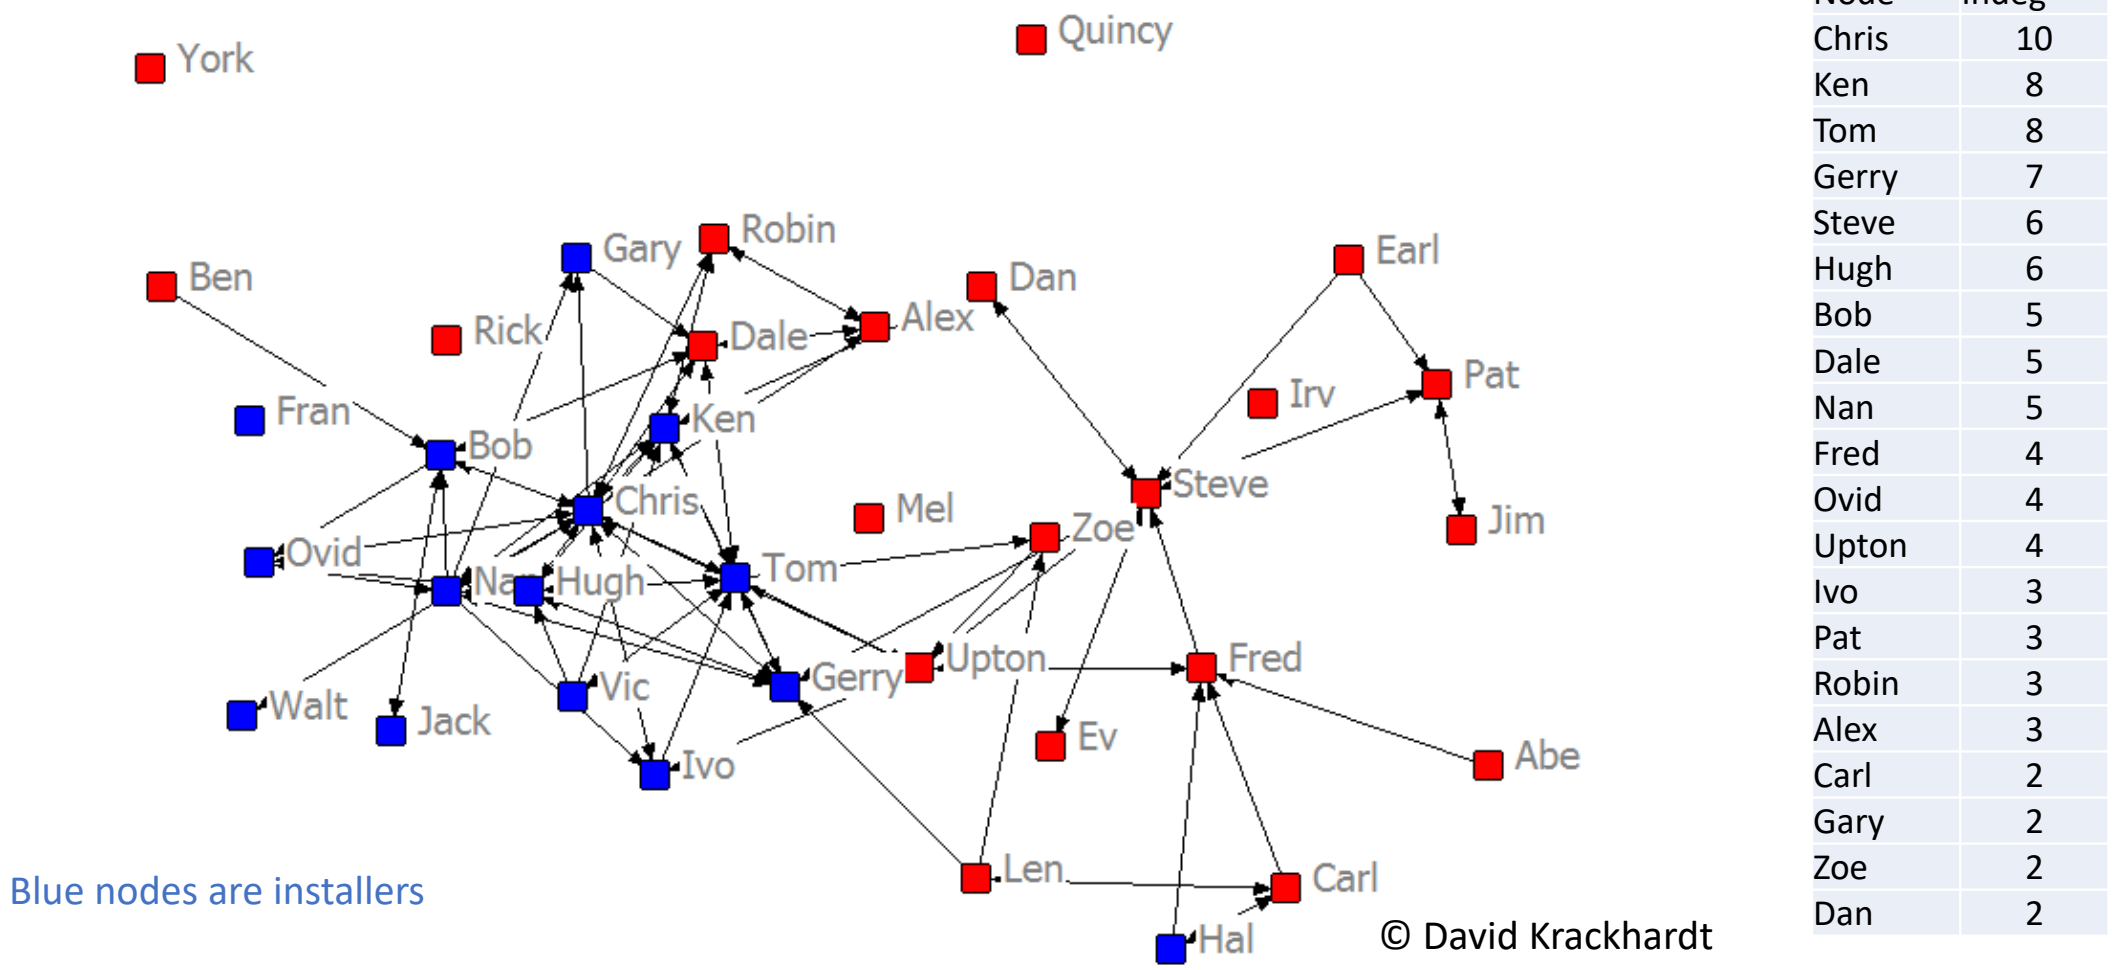 York
Quincy
Gary
Robin
Ben
Dan
Earl
Rick
Dale
Alex
Pat
Irv
Fran
Ken
Bob
Chris
Steve
Mel
Zoe
Jim
Ovid
Nan
Hugh
Tom
Upton
Fred
Vic
Gerry
Walt
Jack
Ev
Abe
Ivo
Len
Carl
Hal
Blue nodes are installers
© David Krackhardt
Node Indeg
Chris 10
Ken 8
Tom 8
Gerry 7
Steve 6
Hugh 6
Bob 5
Dale 5
Nan 5
Fred 4
Ovid 4
Upton 4
Ivo 3
Pat 3
Robin 3
Alex 3
Carl 2
Gary 2
Zoe 2
Dan 2